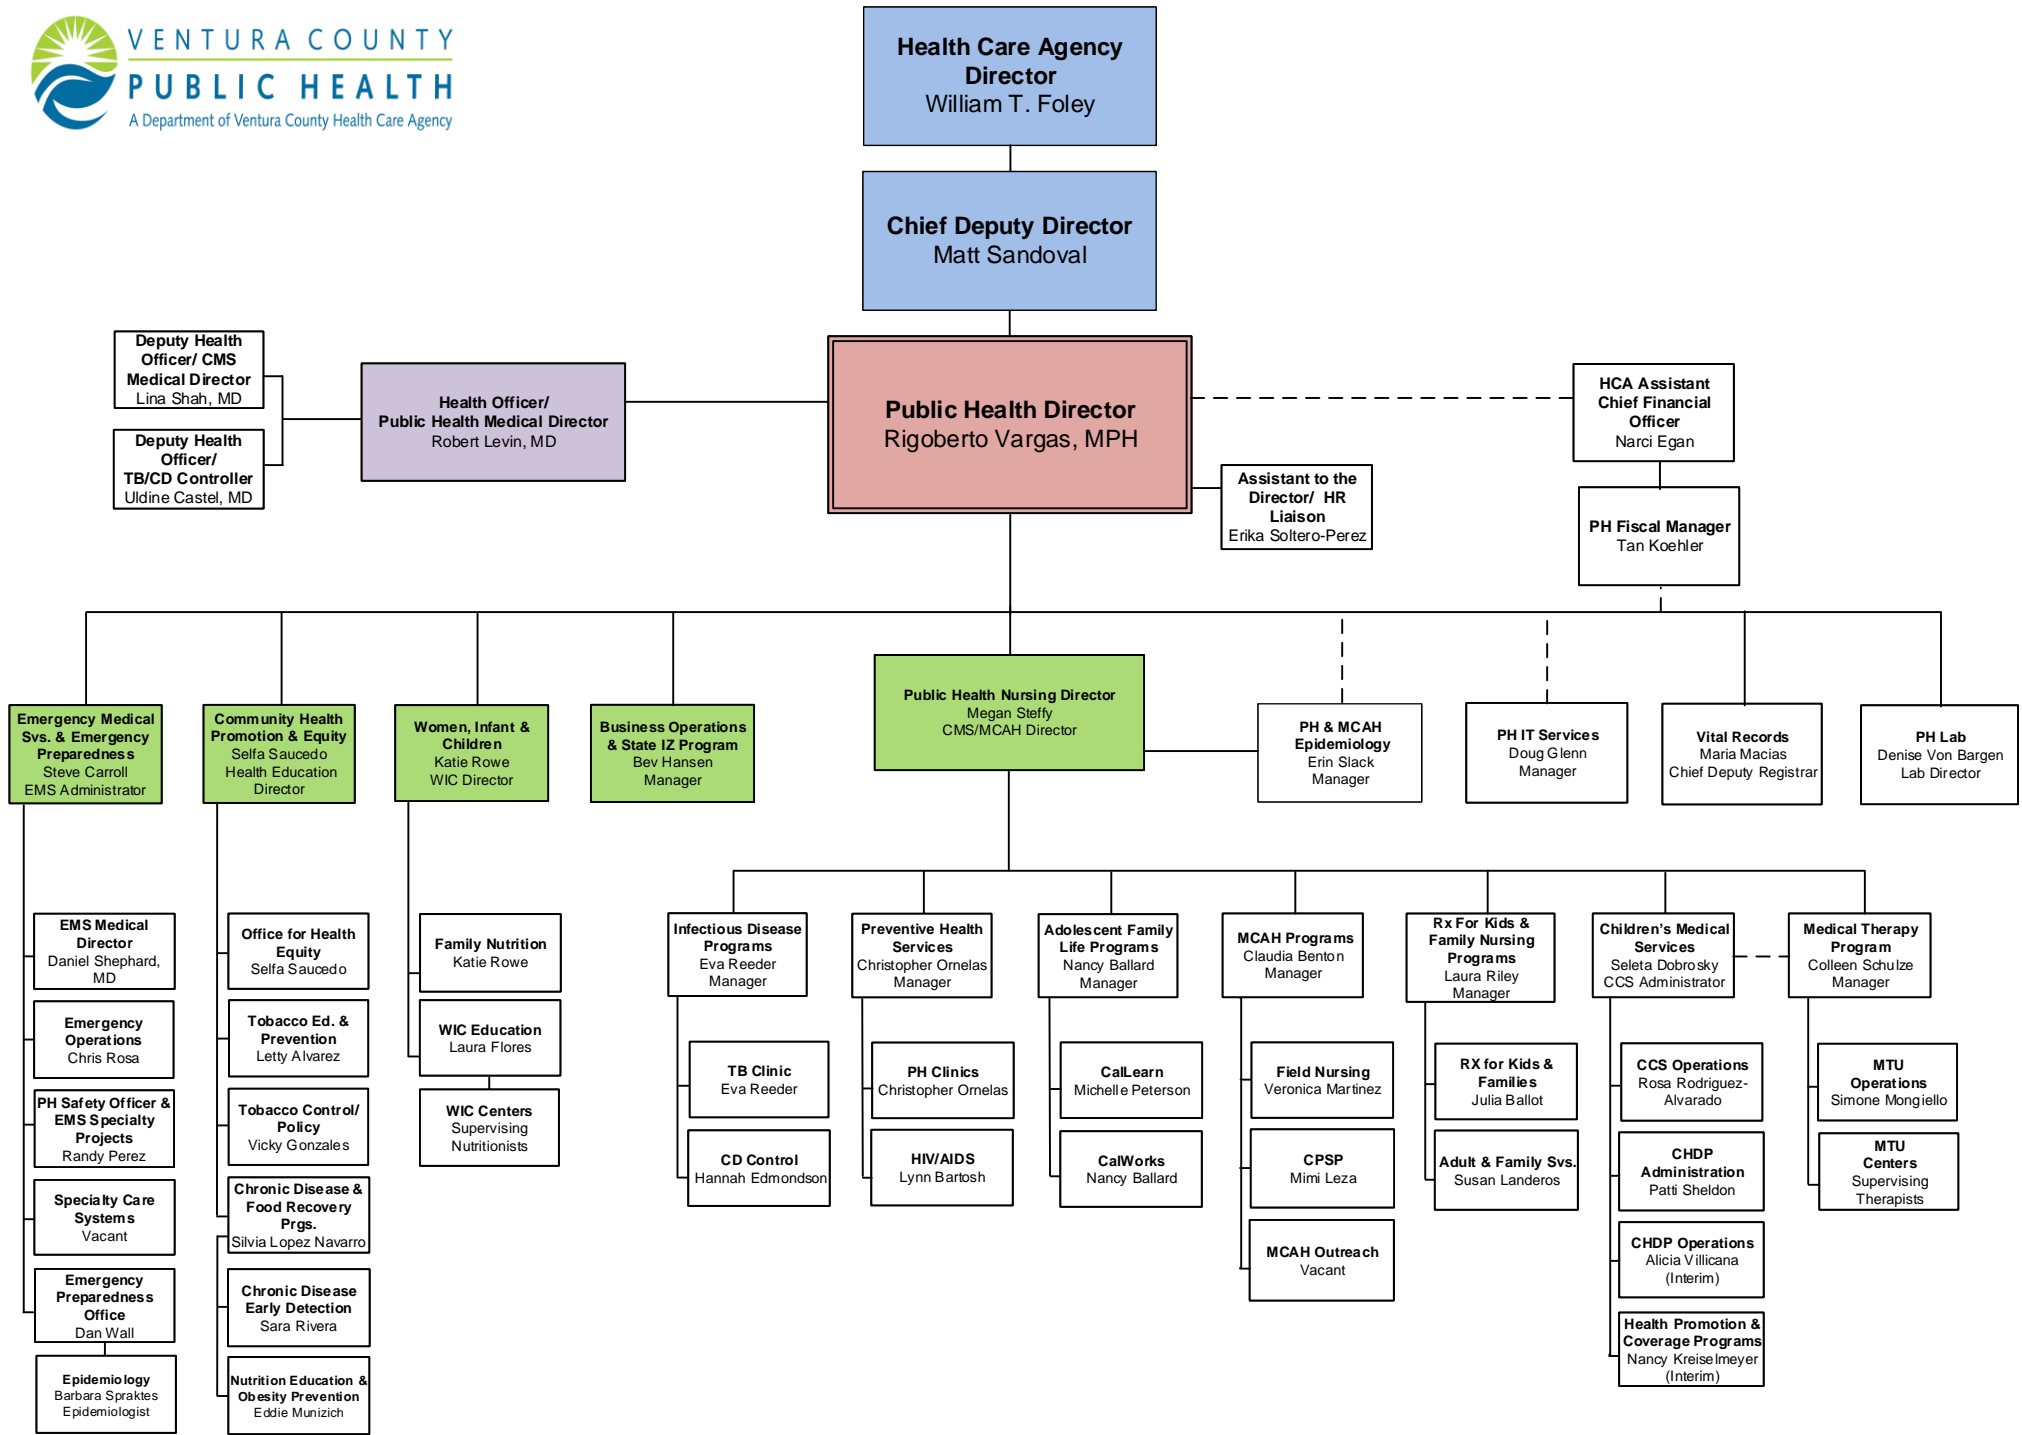 VENTURA COUNTY
PUBLIC HEALTH
A Department of Ventura County Health Care Agency
Health Care Agency
Director
William T. Foley
Chief Deputy Director
Matt Sandoval
Deputy Health
Officer/ CMS
Medical Director
Lina Shah, MD
Deputy Health
Officer/
TB/CD Controller
Uldine Castel, MD
Health Officer/
Public Health Medical Director
Robert Levin, MD
Public Health Director
Rigoberto Vargas, MPH
Assistant to the
Director/ HR
Liaison
Erika Soltero-Perez
HCA Assistant
Chief Financial
Officer
Narci Egan
PH Fiscal Manager
Tan Koehler
Emergency Medical
Svs. & Emergency
Preparedness
Steve Carroll
EMS Administrator
Community Health
Promotion & Equity
Selfa Saucedo
Health Education
Director
Women, Infant &
Children
Katie Rowe
WIC Director
Business Operations
& State IZ Program
Bev Hansen
Manager
Public Health Nursing Director
Megan Steffy
CMS/MCAH Director
PH & MCAH
Epidemiology
Erin Slack
Manager
PH IT Services
Doug Glenn
Manager
Vital Records
Maria Macias
Chief Deputy Registrar
PH Lab
Denise Von Bargen
Lab Director
EMS Medical
Director
Daniel Shephard,
MD
Emergency
Operations
Chris Rosa
PH Safety Officer &
EMS Specialty
Projects
Randy Perez
Specialty Care
Systems
Vacant
Emergency
Preparedness
Office
Dan Wall
Epidemiology
Barbara Spraktes
Epidemiologist
Office for Health
Equity
Selfa Saucedo
Tobacco Ed. &
Prevention
Letty Alvarez
Tobacco Control/
Policy
Vicky Gonzales
Chronic Disease &
Food Recovery
Prgs.
Silvia Lopez Navarro
Chronic Disease
Early Detection
Sara Rivera
Nutrition Education &
Obesity Prevention
Eddie Munizich
Family Nutrition
Katie Rowe
WIC Education
Laura Flores
WIC Centers
Supervising
Nutritionists
Infectious Disease
Programs
Eva Reeder
Manager
TB Clinic
Eva Reeder
CD Control
Hannah Edmondson
Preventive Health
Services
Christopher Ornelas
Manager
PH Clinics
Christopher Ornelas
HIV/AIDS
Lynn Bartosh
Adolescent Family
Life Programs
Nancy Ballard
Manager
CalLearn
Michelle Peterson
CalWorks
Nancy Ballard
MCAH Programs
Claudia Benton
Manager
Field Nursing
Veronica Martinez
CPSP
Mimi Leza
MCAH Outreach
Vacant
Rx For Kids &
Family Nursing
Programs
Laura Riley
Manager
RX for Kids &
Families
Julia Ballot
Adult & Family Svs.
Susan Landeros
Children's Medical
Services
Seleta Dobrosky
CCS Administrator
CCS Operations
Rosa Rodriguez-
Alvarado
CHDP
Administration
Patti Sheldon
CHDP Operations
Alicia Villicana
(Interim)
Health Promotion &
Coverage Programs
Nancy Kreiselmeyer
(Interim)
Medical Therapy
Program
Colleen Schulze
Manager
MTU
Operations
Simone Mongiello
MTU
Centers
Supervising
Therapists